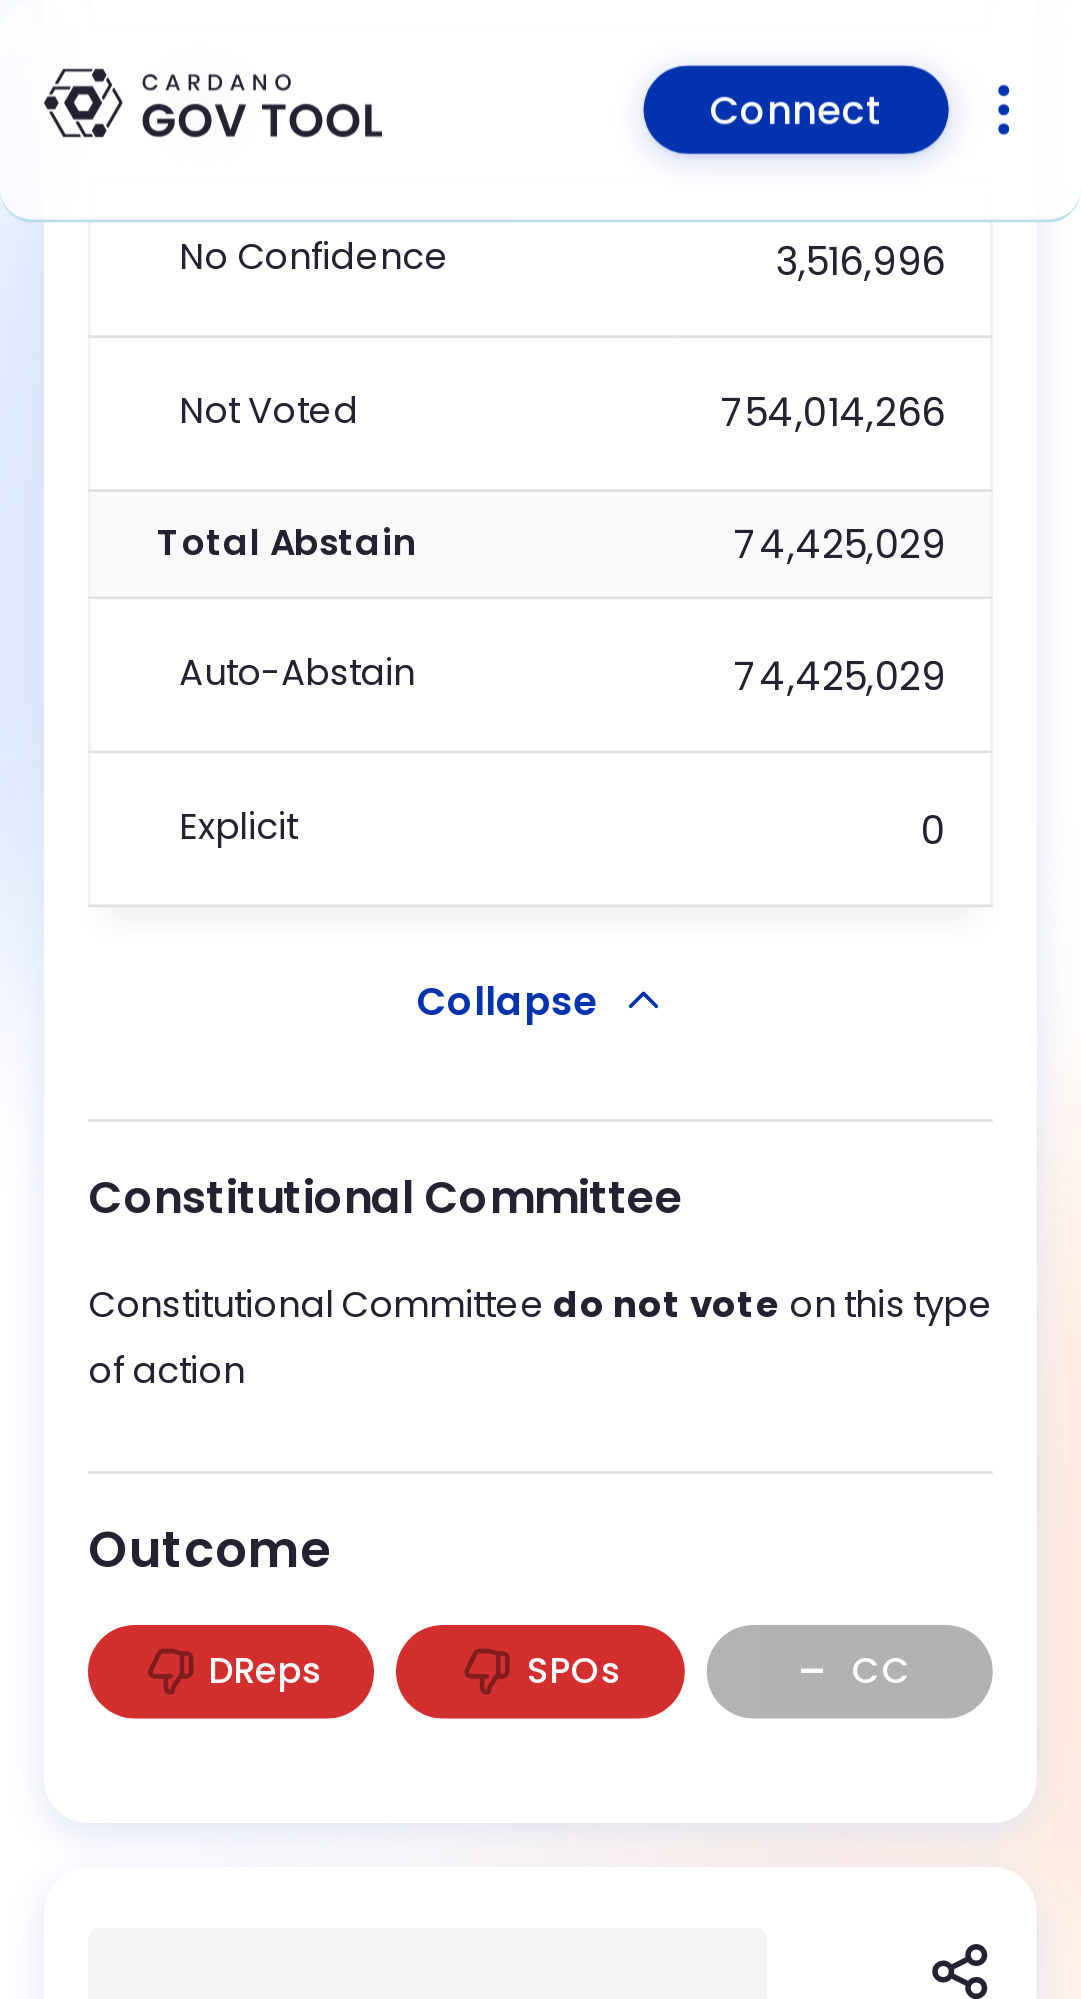 CARDANO
GOV TOOL
Connect
No Confidence 3,516,996
Not Voted 754,014,266
Total Abstain 74,425,029
Auto-Abstain 74,425,029
Explicit 0
Collapse
Constitutional Committee
Constitutional Committee do not vote on this type
of action
Outcome
DReps SPOs – CC